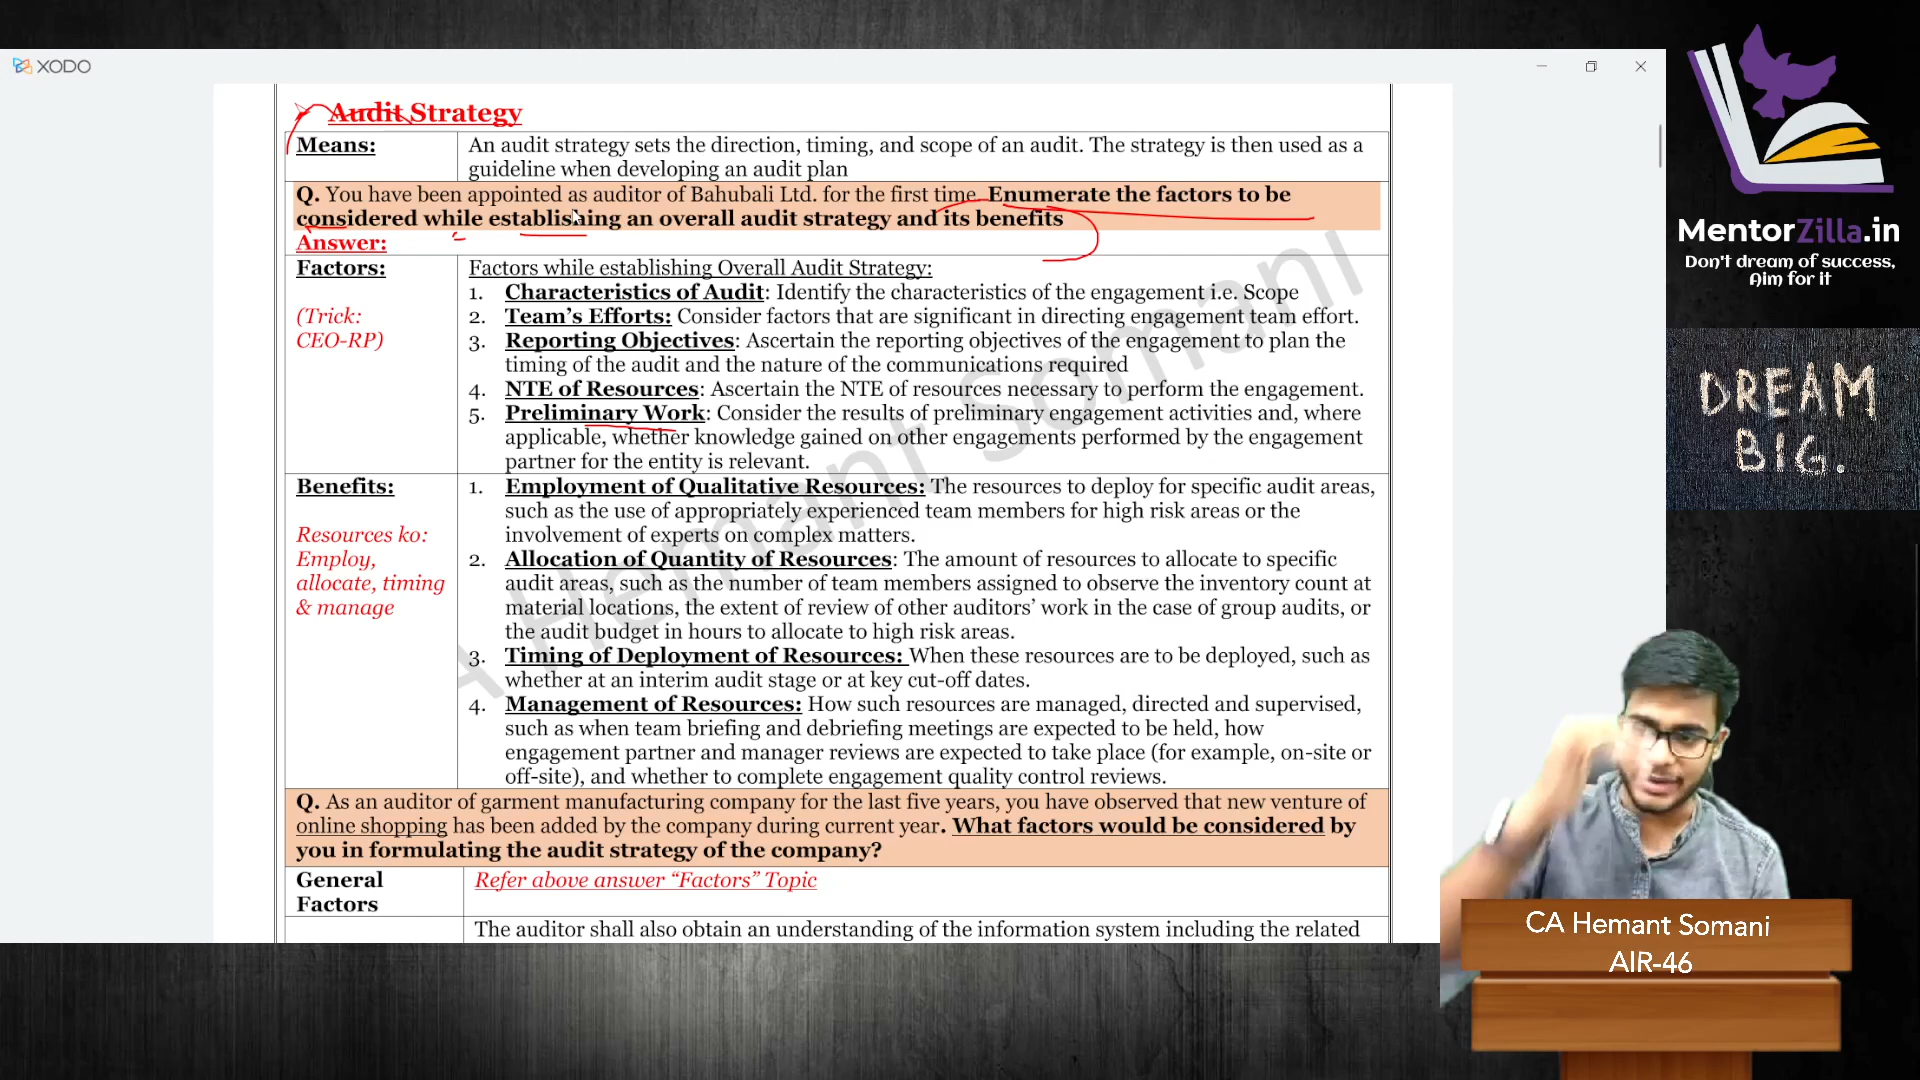 XODO
Audit Strategy
Means: An audit strategy sets the direction, timing, and scope of an audit. The strategy is then used as a
guideline when developing an audit plan
Q. You have been appointed as auditor of Bahubali Ltd. for the first time. Enumerate the factors to be
considered while establishing an overall audit strategy and its benefits
Answer:
Factors:
(Trick:
CEO-RP)
Factors while establishing Overall Audit Strategy:
1. Characteristics of Audit: Identify the characteristics of the engagement i.e. Scope
2. Team's Efforts: Consider factors that are significant in directing engagement team effort.
3. Reporting Objectives: Ascertain the reporting objectives of the engagement to plan the
timing of the audit and the nature of the communications required
4. NTE of Resources: Ascertain the NTE of resources necessary to perform the engagement.
5. Preliminary Work: Consider the results of preliminary engagement activities and, where
applicable, whether knowledge gained on other engagements performed by the engagement
partner for the entity is relevant.
Benefits:
Resources ko:
Employ,
allocate, timing
& manage
1. Employment of Qualitative Resources: The resources to deploy for specific audit areas,
such as the use of appropriately experienced team members for high risk areas or the
involvement of experts on complex matters.
2. Allocation of Quantity of Resources: The amount of resources to allocate to specific
audit areas, such as the number of team members assigned to observe the inventory count at
material locations, the extent of review of other auditors' work in the case of group audits, or
the audit budget in hours to allocate to high risk areas.
3. Timing of Deployment of Resources: When these resources are to be deployed, such as
whether at an interim audit stage or at key cut-off dates.
4. Management of Resources: How such resources are managed, directed and supervised,
such as when team briefing and debriefing meetings are expected to be held, how
engagement partner and manager reviews are expected to take place (for example, on-site or
off-site), and whether to complete engagement quality control reviews.
Q. As an auditor of garment manufacturing company for the last five years, you have observed that new venture of
online shopping has been added by the company during current year. What factors would be considered by
you in formulating the audit strategy of the company?
General
Factors
Refer above answer "Factors" Topic
The auditor shall also obtain an understanding of the information system including the related
A Hemant Somani
MentorZilla.in
Don't dream of success,
Aim for it
DREAM
BIG.
CA Hemant Somani
AIR-46